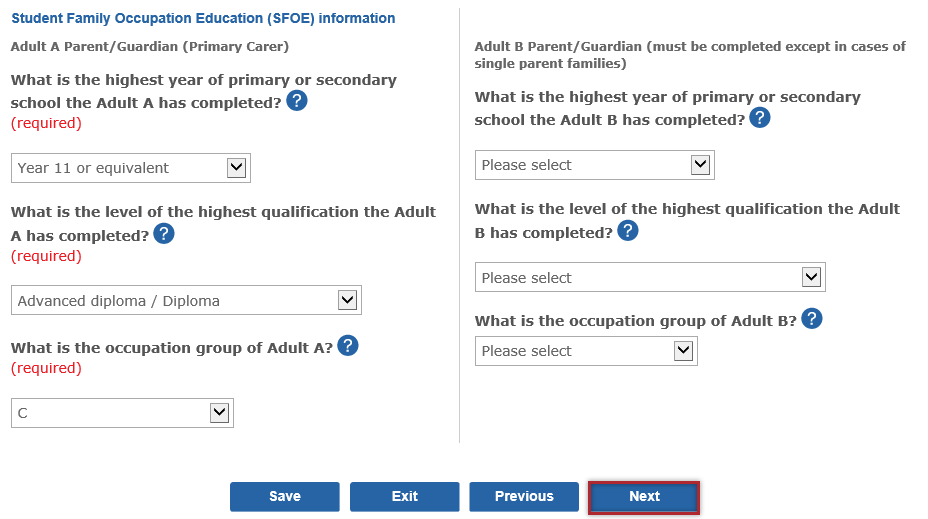 Student Family Occupation Education (SFOE) information
Adult A Parent/Guardian (Primary Carer)
What is the highest year of primary or secondary
school the Adult A has completed? ?
(required)
Year 11 or equivalent
What is the level of the highest qualification the Adult
A has completed? ?
(required)
Advanced diploma / Diploma
What is the occupation group of Adult A? ?
(required)
C
Adult B Parent/Guardian (must be completed except in cases of
single parent families)
What is the highest year of primary or secondary
school the Adult B has completed? ?
Please select
What is the level of the highest qualification the Adult
B has completed? ?
Please select
What is the occupation group of Adult B? ?
Please select
Save Exit Previous Next